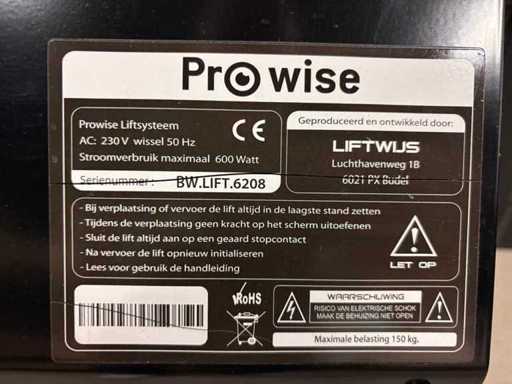 Prowise
Prowise Liftsysteem
AC: 230V wissel 50 Hz
Stroomverbruik maximaal 600 Watt
CE
Serienummer: BW.LIFT.6208
Geproduceerd en ontwikkeld door:
LIFTWIJS
Luchthavenweg 1B
6021 PX Budel
- Bij verplaatsing of vervoer de lift altijd in de laagste stand zetten
- Tijdens de verplaatsing geen kracht op het scherm uitoefenen
- Sluit de lift altijd aan op een geaard stopcontact
- Na vervoer de lift opnieuw initialiseren
- Lees voor gebruik de handleiding
LET OP
RoHS
WAARSCHUWING
RISICO VAN ELEKTRISCHE SCHOK
MAAK DE BEHUIZING NIET OPEN
Maximale belasting 150 kg.